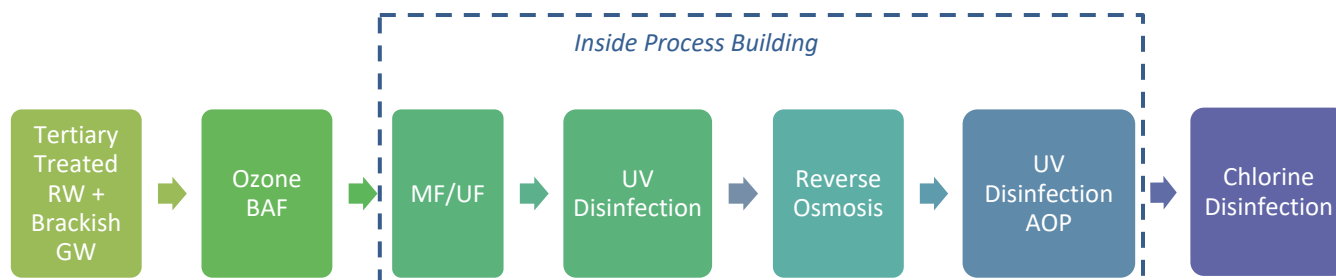 Inside Process Building
Tertiary
Treated
RW +
Brackish
GW
Ozone
BAF
MF/UF
UV
Disinfection
Reverse
Osmosis
UV
Disinfection
AOP
Chlorine
Disinfection